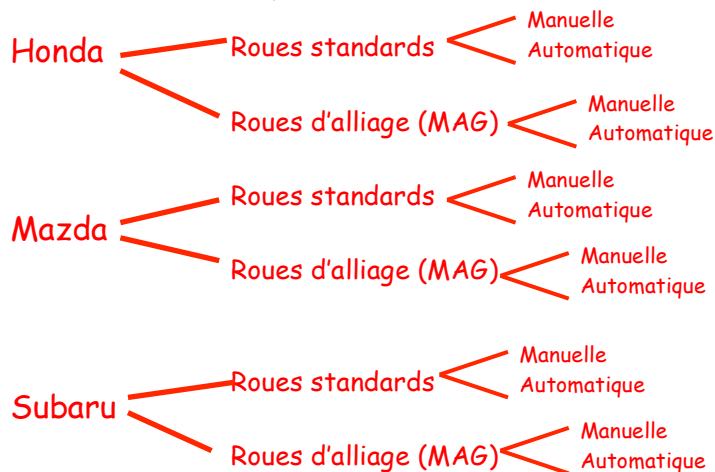 Manuelle
Honda Roues standards Automatique
Roues d'alliage (MAG) Manuelle
Automatique
Manuelle
Roues standards Automatique
Mazda
Roues d'alliage (MAG) Manuelle
Automatique
Manuelle
Roues standards Automatique
Subaru
Manuelle
Roues d'alliage (MAG) Automatique